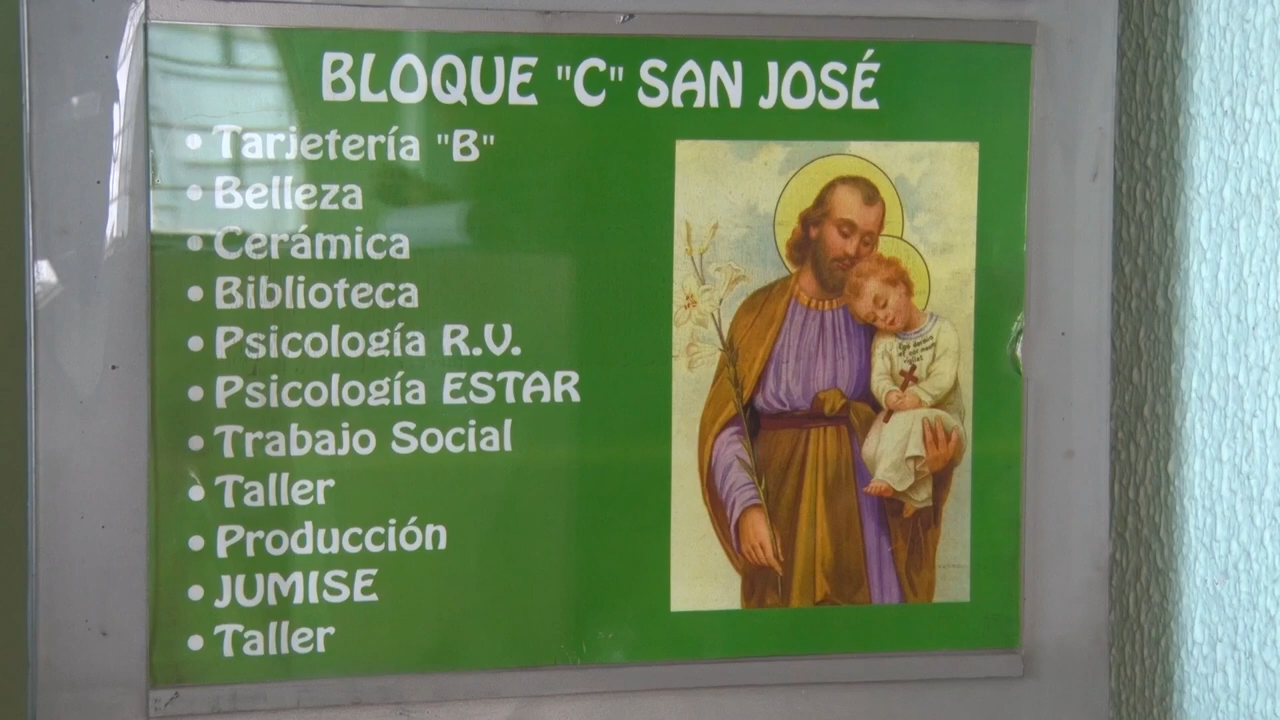 BLOQUE "C" SAN JOSÉ
• Tarjetería "B"
• Belleza
• Cerámica
• Biblioteca
• Psicología R.V.
• Psicología ESTAR
• Trabajo Social
• Taller
• Producción
• JUMISE
• Taller